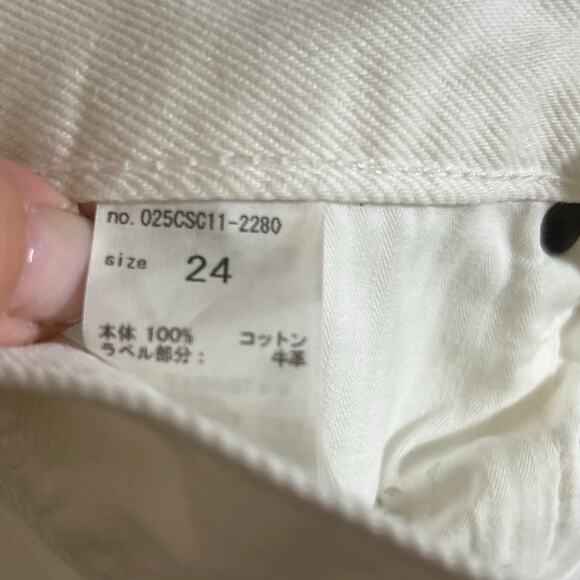 no. 025CSC11-2280
size 24
本体 100% コットン
ラベル部分: 牛革